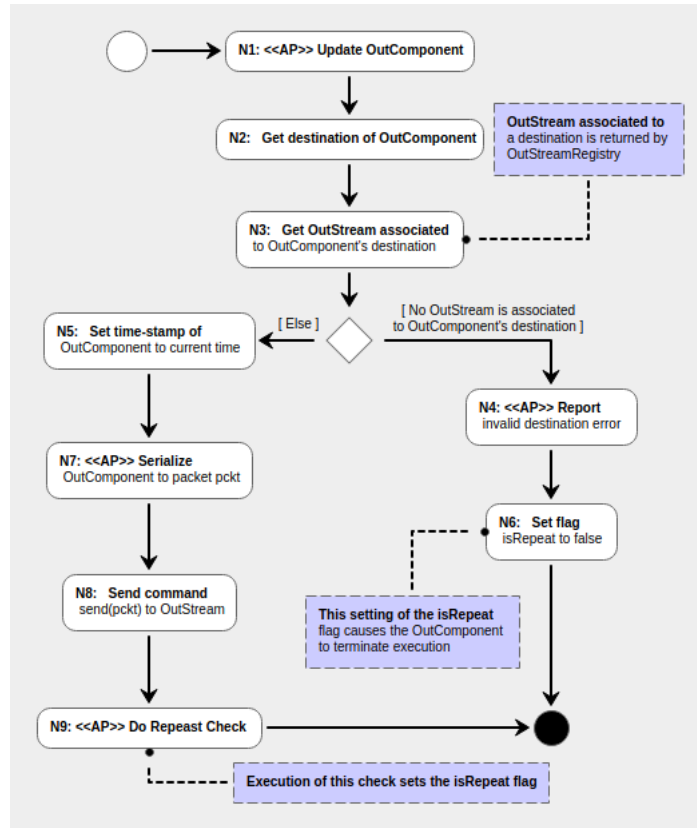 N1: <<AP>> Update OutComponent
N2:   Get destination of OutComponent
OutStream associated to
a destination is returned by
OutStreamRegistry
N3:   Get OutStream associated
to OutComponent's destination
[ Else ]
[ No OutStream is associated
to OutComponent's destination ]
N5:   Set time-stamp of
OutComponent to current time
N4: <<AP>> Report
invalid destination error
N7: <<AP>> Serialize
OutComponent to packet pckt
N6:   Set flag
isRepeat to false
N8:   Send command
send(pckt) to OutStream
This setting of the isRepeat
flag causes the OutComponent
to terminate execution
N9: <<AP>> Do Repeast Check
Execution of this check sets the isRepeat flag